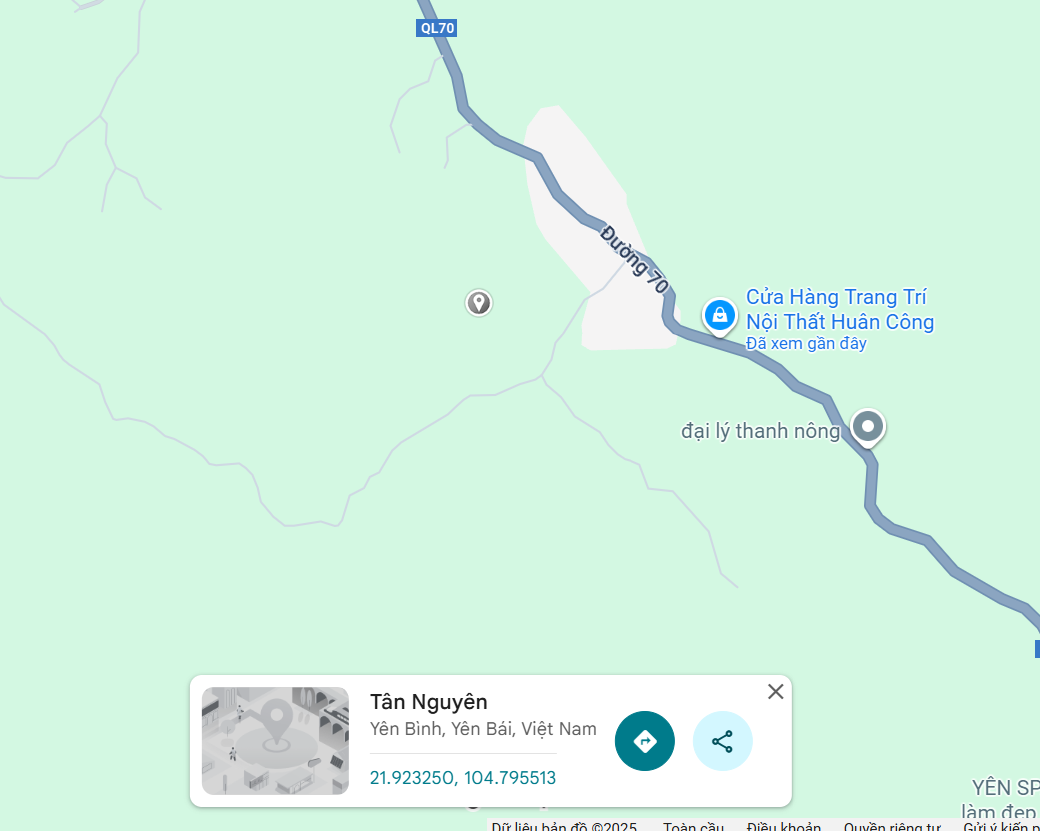 QL70
Đường 70
Cửa Hàng Trang Trí
Nội Thất Huân Công
Đã xem gần đây
đại lý thanh nông
Tân Nguyên
Yên Bình, Yên Bái, Việt Nam
21.923250, 104.795513
YÊN SP
làm đẹp
Dữ liệu bản đồ ©2025 Toàn cầu Điều khoản Quyền riêng tư Gửi ý kiến